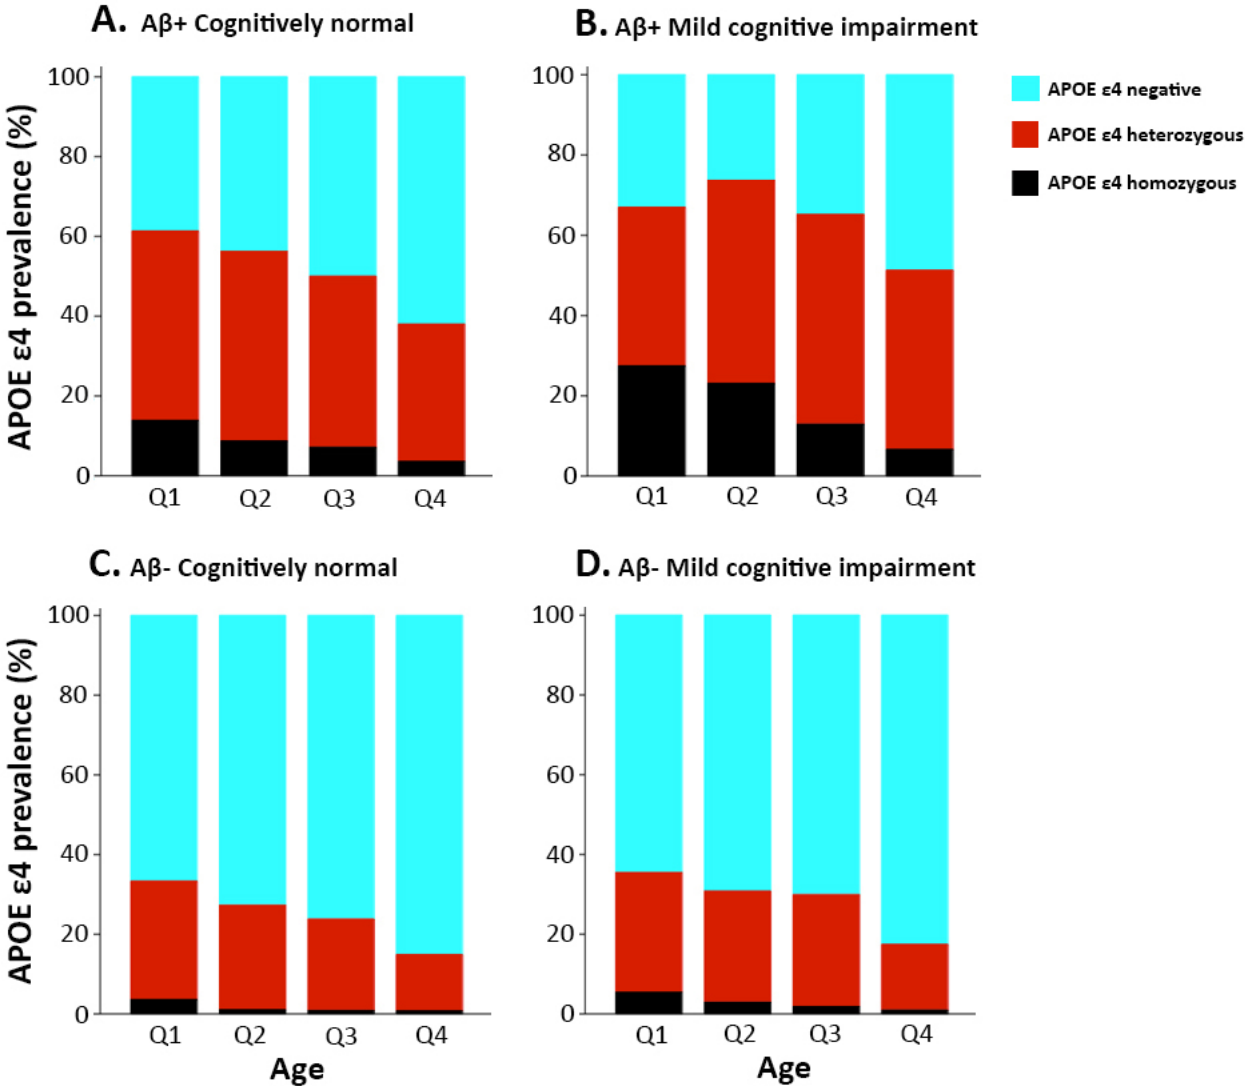 A. Aβ+ Cognitively normal
APOE ε4 prevalence (%)
100
80
60
40
20
0
Q1 Q2 Q3 Q4
B. Aβ+ Mild cognitive impairment
100
80
60
40
20
0
Q1 Q2 Q3 Q4
APOE ε4 negative
APOE ε4 heterozygous
APOE ε4 homozygous
C. Aβ- Cognitively normal
APOE ε4 prevalence (%)
100
80
60
40
20
0
Q1 Q2 Q3 Q4
Age
D. Aβ- Mild cognitive impairment
100
80
60
40
20
0
Q1 Q2 Q3 Q4
Age